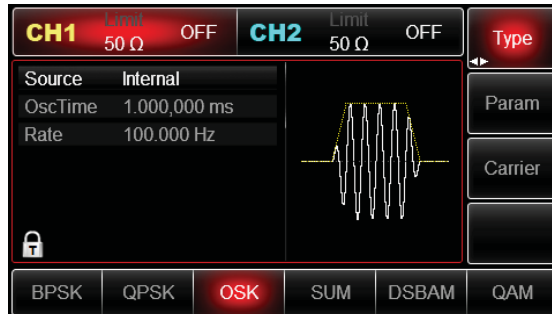 CH1 Limit 50 Ω OFF CH2 Limit 50 Ω OFF Type
Source Internal
OscTime 1.000,000 ms
Rate 100.000 Hz
Param
Carrier
T
BPSK QPSK OSK SUM DSBAM QAM